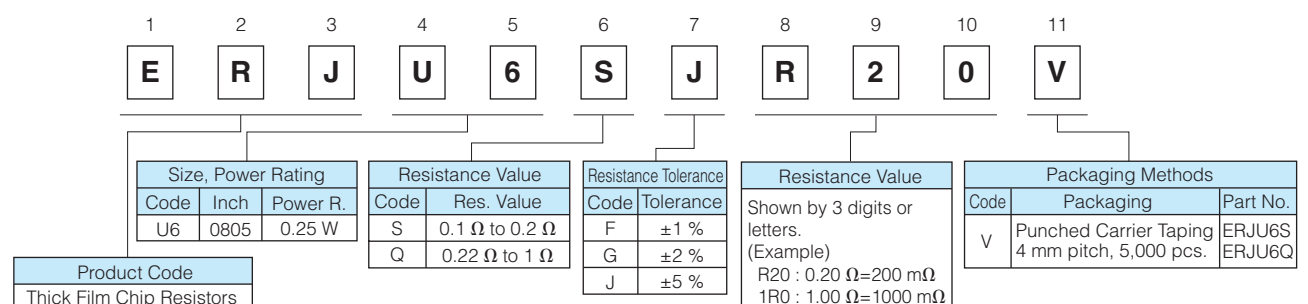 1 2 3 4 5 6 7 8 9 10 11
E R J U 6 S J R 2 0 V
Size, Power Rating
Code Inch Power R.
U6 0805 0.25 W
Resistance Value
Code Res. Value
S 0.1 Ω to 0.2 Ω
Q 0.22 Ω to 1 Ω
Resistance Tolerance
Code Tolerance
F ±1 %
G ±2 %
J ±5 %
Resistance Value
Shown by 3 digits or
letters.
(Example)
R20 : 0.20 Ω=200 mΩ
1R0 : 1.00 Ω=1000 mΩ
Packaging Methods
Code Packaging Part No.
V Punched Carrier Taping ERJU6S
4 mm pitch, 5,000 pcs. ERJU6Q
Product Code
Thick Film Chip Resistors